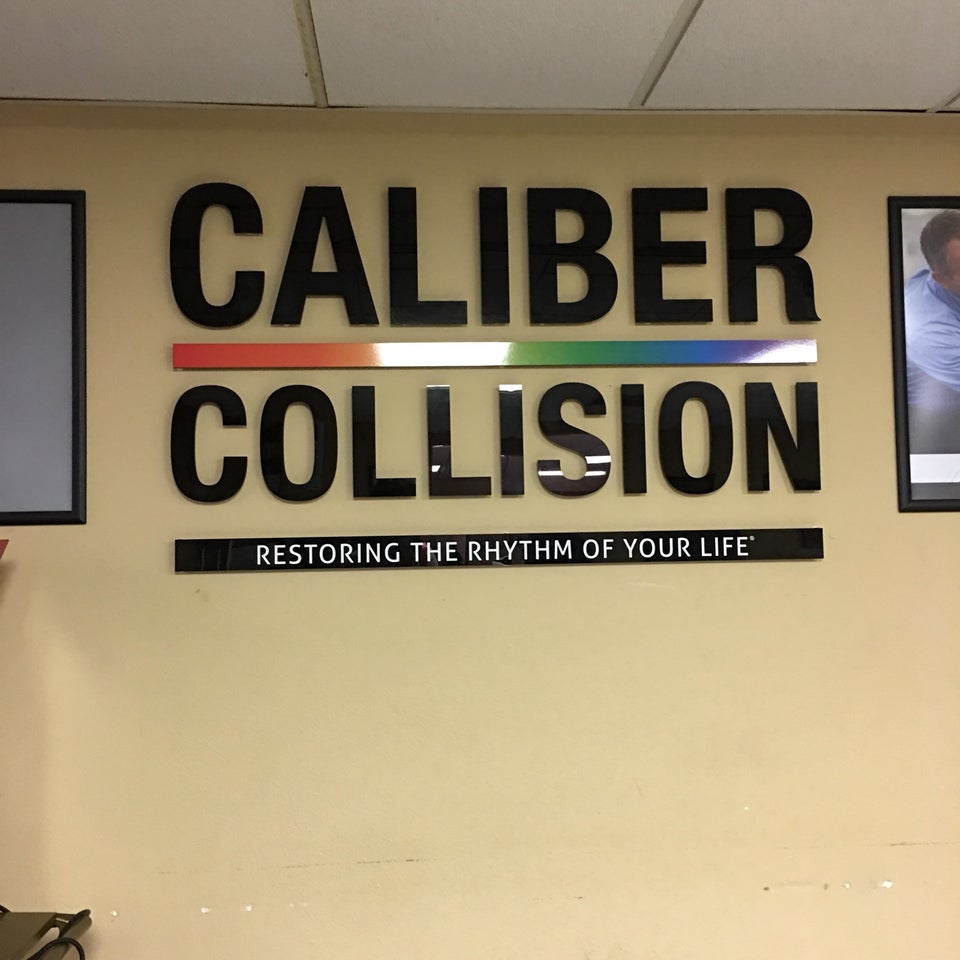 CALIBER
COLLISION
RESTORING THE RHYTHM OF YOUR LIFE®